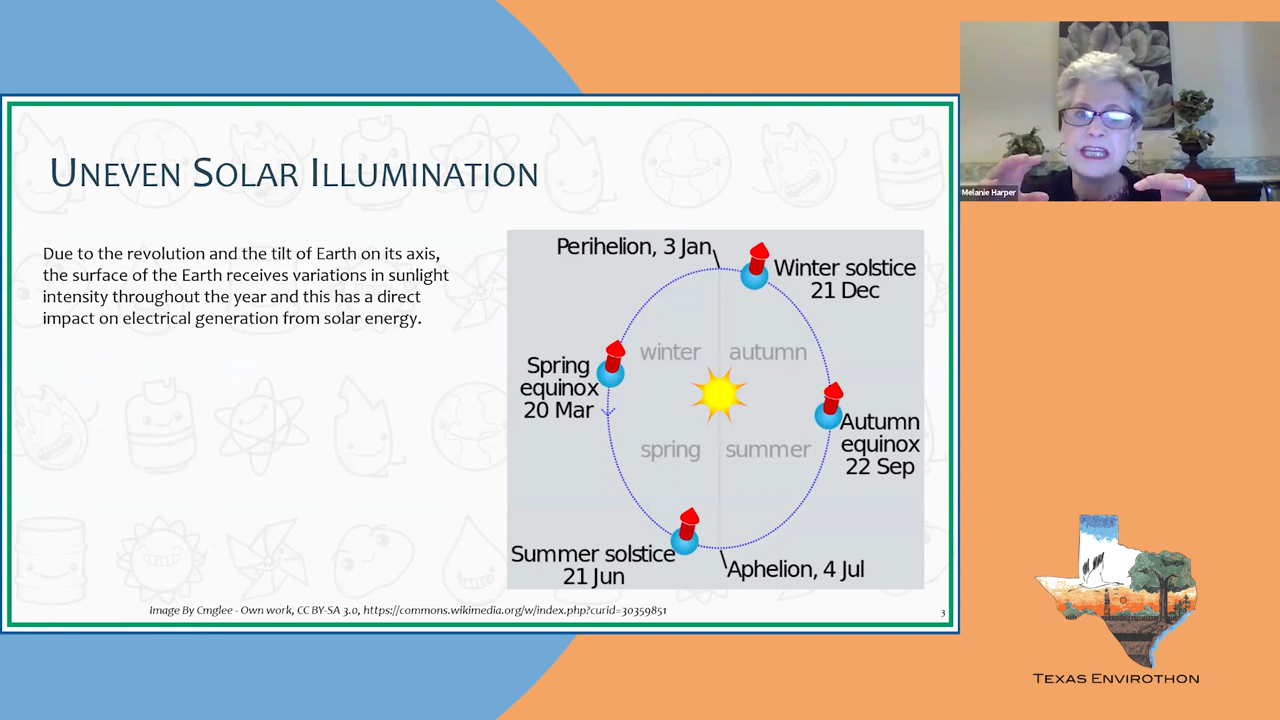 UNEVEN SOLAR ILLUMINATION
Due to the revolution and the tilt of Earth on its axis,
the surface of the Earth receives variations in sunlight
intensity throughout the year and this has a direct
impact on electrical generation from solar energy.
Perihelion, 3 Jan
Winter solstice
21 Dec
winter
autumn
Spring
equinox
20 Mar
Autumn
equinox
22 Sep
spring
summer
Summer solstice
21 Jun
Aphelion, 4 Jul
Image By Cmglee - Own work, CC BY-SA 3.0, https://commons.wikimedia.org/w/index.php?curid=30359851
3
Melanie Harper
TEXAS ENVIROTHON